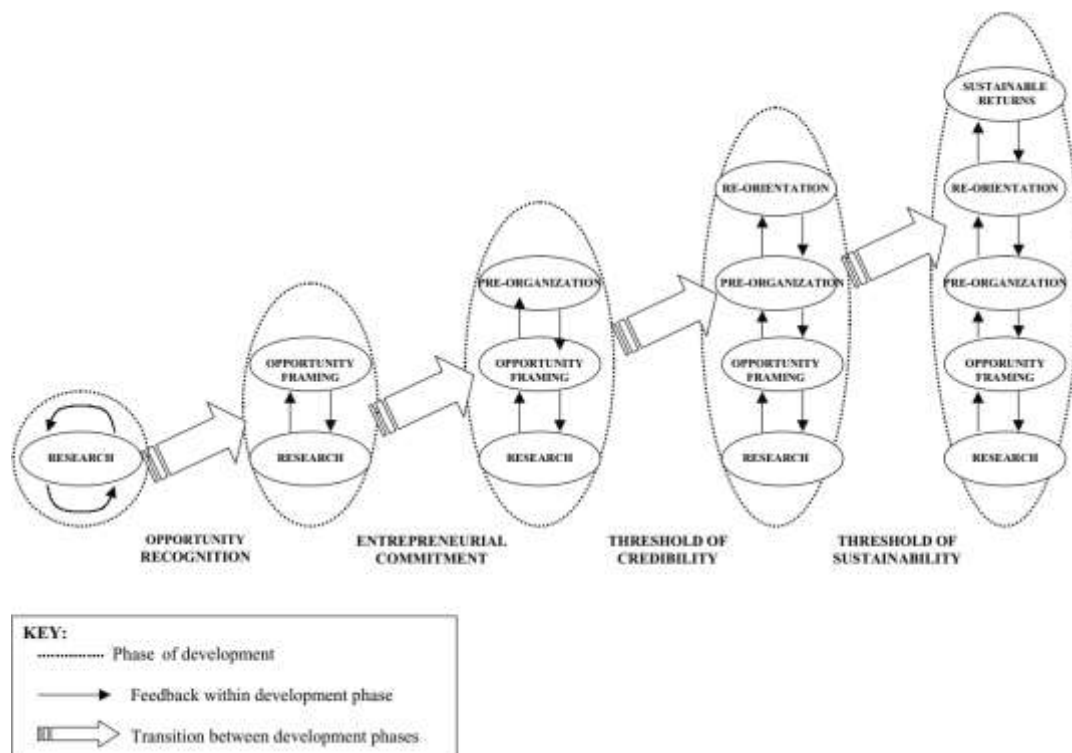 RESEARCH
OPPORTUNITY
FRAMING
RESEARCH
PRE-ORGANIZATION
OPPORTUNITY
FRAMING
RESEARCH
RE-ORIENTATION
PRE-ORGANIZATION
OPPORTUNITY
FRAMING
RESEARCH
SUSTAINABLE
RETURNS
RE-ORIENTATION
PRE-ORGANIZATION
OPPORUNITY
FRAMING
RESEARCH
OPPORTUNITY
RECOGNITION
ENTREPRENEURIAL
COMMITMENT
THRESHOLD OF
CREDIBILITY
THRESHOLD OF
SUSTAINABILITY
KEY:
Phase of development
Feedback within development phase
Transition between development phases